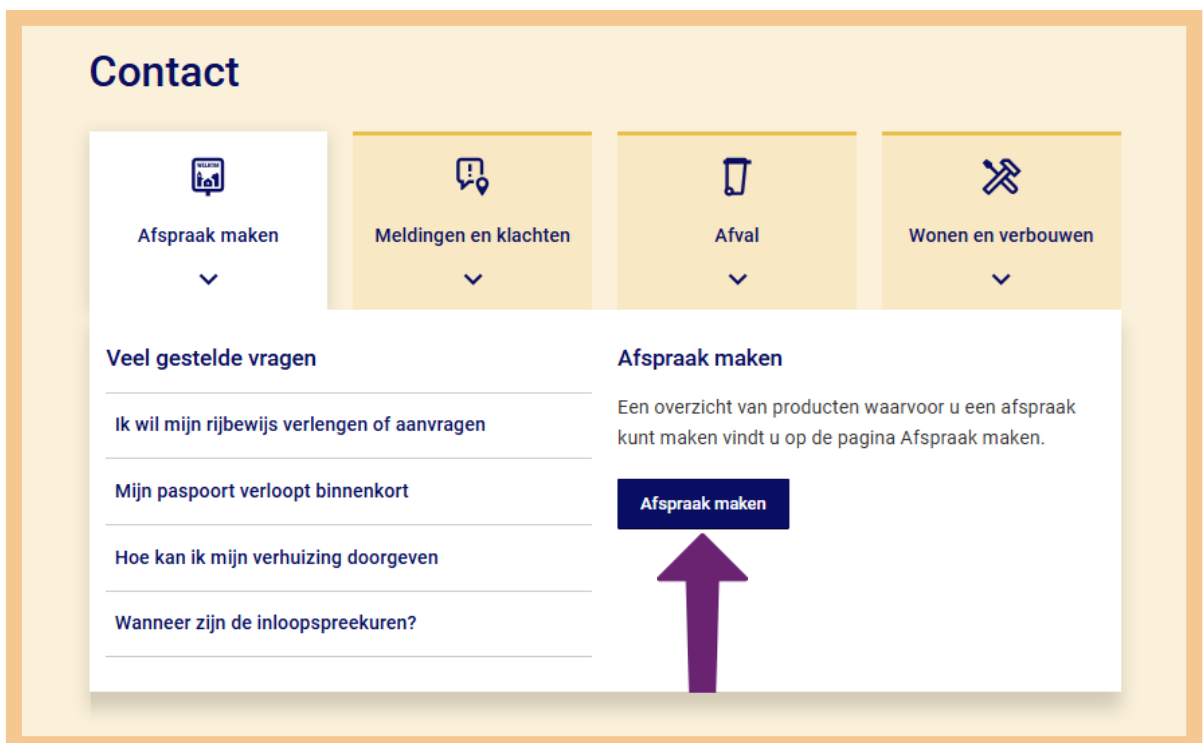 Contact
WELKOM
Afspraak maken
Meldingen en klachten
Afval
Wonen en verbouwen
Veel gestelde vragen
Ik wil mijn rijbewijs verlengen of aanvragen
Mijn paspoort verloopt binnenkort
Hoe kan ik mijn verhuizing doorgeven
Wanneer zijn de inloopspreekuren?
Afspraak maken
Een overzicht van producten waarvoor u een afspraak
kunt maken vindt u op de pagina Afspraak maken.
Afspraak maken